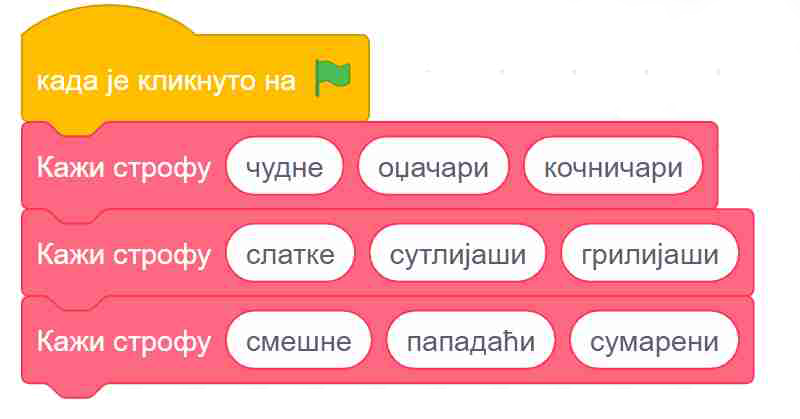 када је кликнуто на
Кажи строфу чудне оџачари кочничари
Кажи строфу слатке сутлијаши грилијаши
Кажи строфу смешне пападаћи сумарени